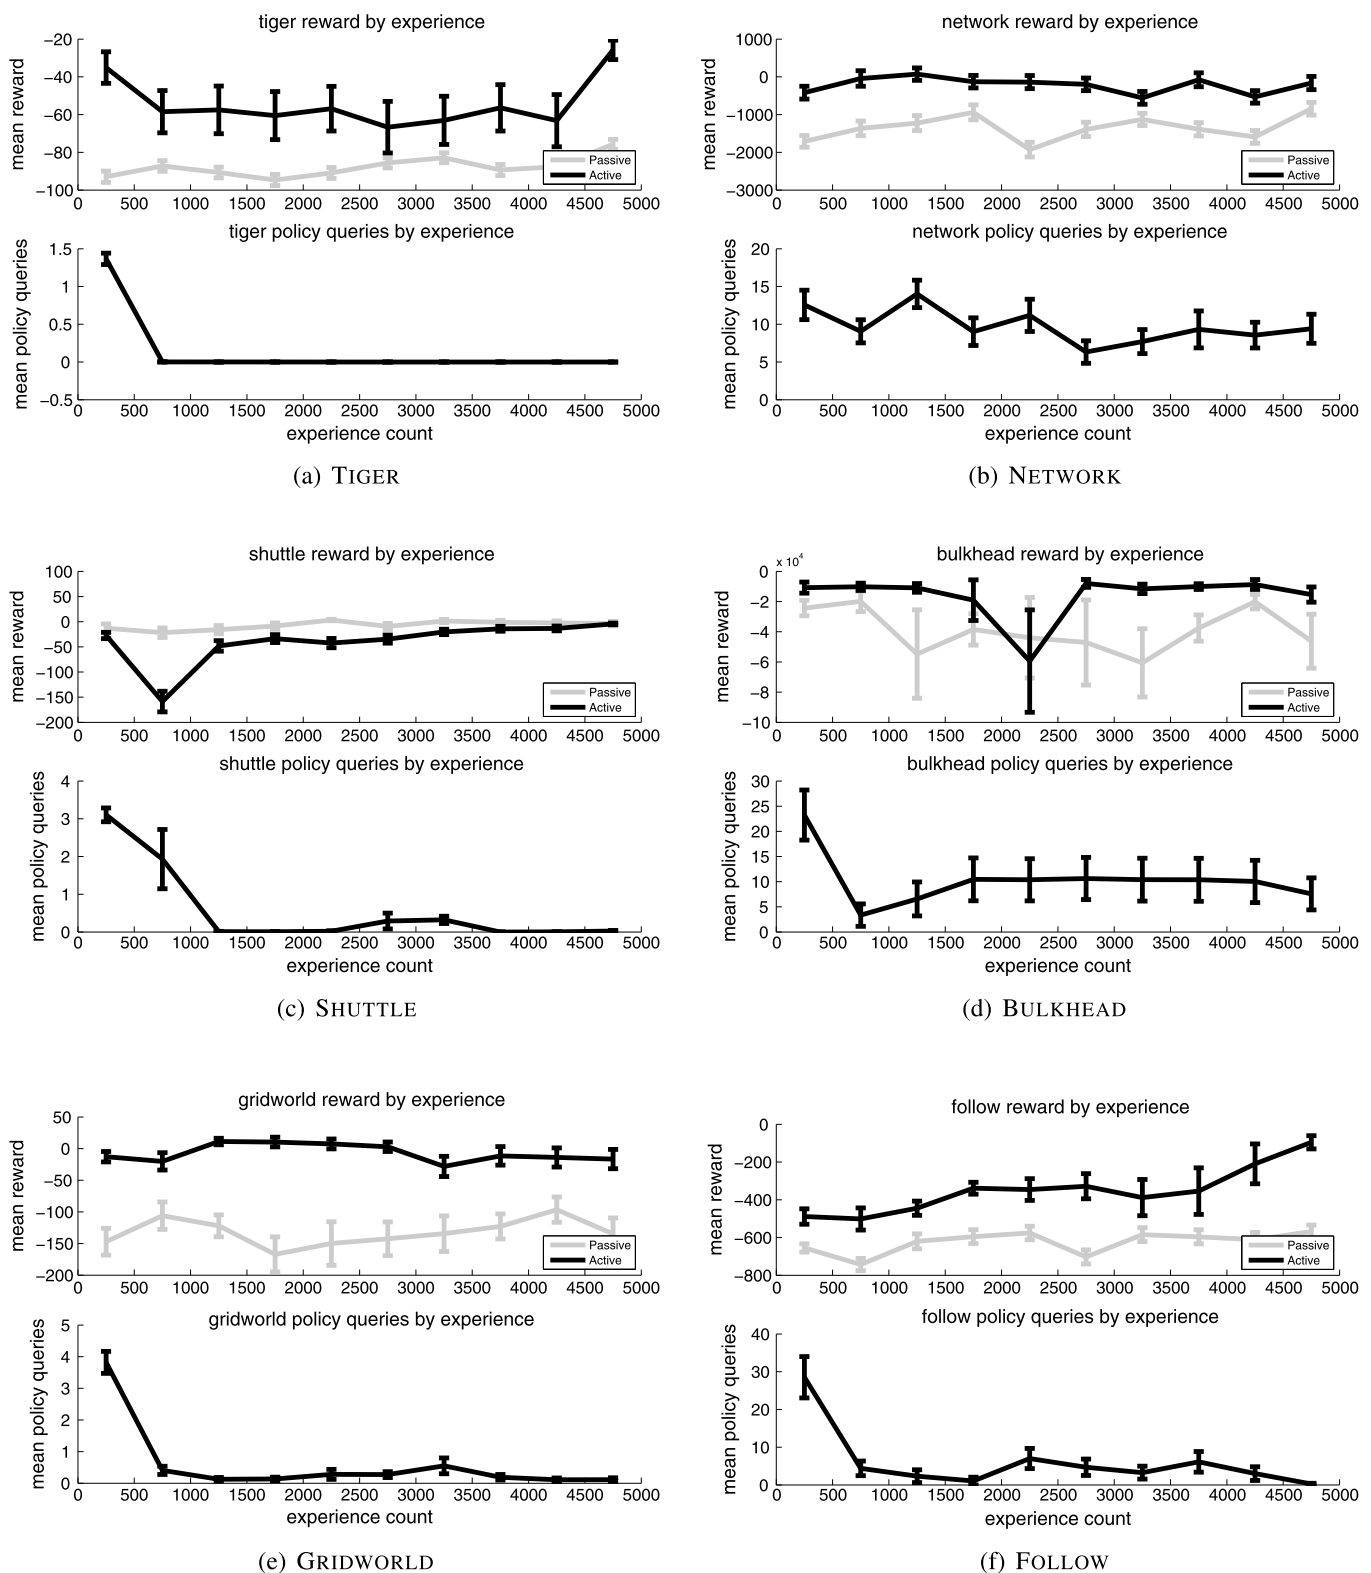 tiger reward by experience
mean reward
−20
−40
−60
−80
−100
Passive
Active
0 500 1000 1500 2000 2500 3000 3500 4000 4500 5000
tiger policy queries by experience
mean policy queries
1.5
1
0.5
0
−0.5
0 500 1000 1500 2000 2500 3000 3500 4000 4500 5000
experience count
(a) TIGER
network reward by experience
mean reward
1000
0
−1000
−2000
−3000
Passive
Active
0 500 1000 1500 2000 2500 3000 3500 4000 4500 5000
network policy queries by experience
mean policy queries
20
15
10
5
0
0 500 1000 1500 2000 2500 3000 3500 4000 4500 5000
experience count
(b) NETWORK
shuttle reward by experience
mean reward
100
50
0
−50
−100
−150
−200
Passive
Active
0 500 1000 1500 2000 2500 3000 3500 4000 4500 5000
shuttle policy queries by experience
mean policy queries
4
3
2
1
0
0 500 1000 1500 2000 2500 3000 3500 4000 4500 5000
experience count
(c) SHUTTLE
bulkhead reward by experience
x 10⁴
mean reward
0
−2
−4
−6
−8
−10
Passive
Active
0 500 1000 1500 2000 2500 3000 3500 4000 4500 5000
bulkhead policy queries by experience
mean policy queries
30
25
20
15
10
5
0
0 500 1000 1500 2000 2500 3000 3500 4000 4500 5000
experience count
(d) BULKHEAD
gridworld reward by experience
mean reward
50
0
−50
−100
−150
−200
Passive
Active
0 500 1000 1500 2000 2500 3000 3500 4000 4500 5000
gridworld policy queries by experience
mean policy queries
5
4
3
2
1
0
0 500 1000 1500 2000 2500 3000 3500 4000 4500 5000
experience count
(e) GRIDWORLD
follow reward by experience
mean reward
0
−200
−400
−600
−800
Passive
Active
0 500 1000 1500 2000 2500 3000 3500 4000 4500 5000
follow policy queries by experience
mean policy queries
40
30
20
10
0
0 500 1000 1500 2000 2500 3000 3500 4000 4500 5000
experience count
(f) FOLLOW